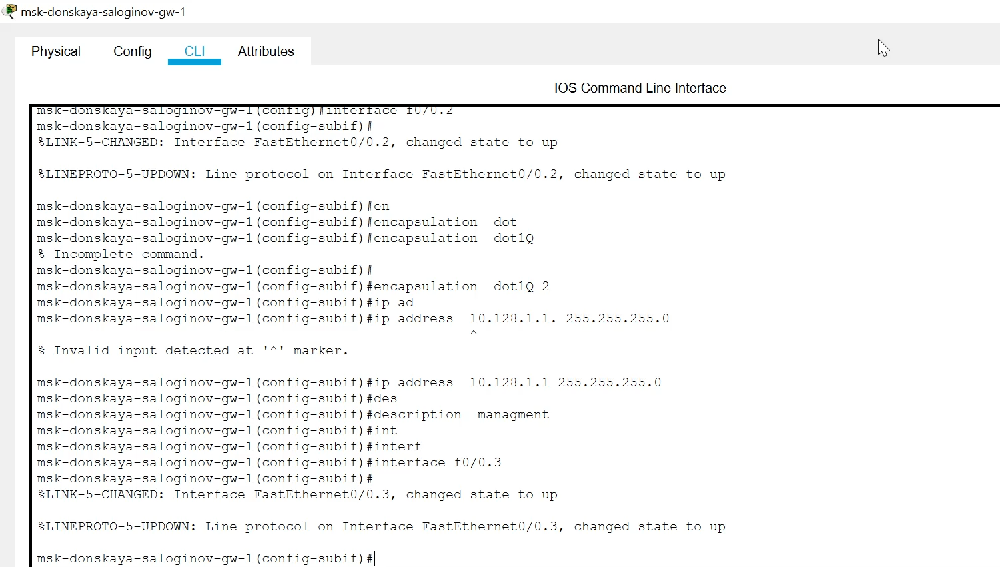 msk-donskaya-saloginov-gw-1
Physical Config CLI Attributes
IOS Command Line Interface
msk-donskaya-saloginov-gw-1(config)#interface f0/0.2
msk-donskaya-saloginov-gw-1(config-subif)#
%LINK-5-CHANGED: Interface FastEthernet0/0.2, changed state to up
%LINEPROTO-5-UPDOWN: Line protocol on Interface FastEthernet0/0.2, changed state to up
msk-donskaya-saloginov-gw-1(config-subif)#en
msk-donskaya-saloginov-gw-1(config-subif)#encapsulation  dot
msk-donskaya-saloginov-gw-1(config-subif)#encapsulation  dot1Q
% Incomplete command.
msk-donskaya-saloginov-gw-1(config-subif)#
msk-donskaya-saloginov-gw-1(config-subif)#encapsulation  dot1Q 2
msk-donskaya-saloginov-gw-1(config-subif)#ip ad
msk-donskaya-saloginov-gw-1(config-subif)#ip address  10.128.1.1. 255.255.255.0
^
% Invalid input detected at '^' marker.
msk-donskaya-saloginov-gw-1(config-subif)#ip address  10.128.1.1 255.255.255.0
msk-donskaya-saloginov-gw-1(config-subif)#des
msk-donskaya-saloginov-gw-1(config-subif)#description  managment
msk-donskaya-saloginov-gw-1(config-subif)#int
msk-donskaya-saloginov-gw-1(config-subif)#interf
msk-donskaya-saloginov-gw-1(config-subif)#interface f0/0.3
msk-donskaya-saloginov-gw-1(config-subif)#
%LINK-5-CHANGED: Interface FastEthernet0/0.3, changed state to up
%LINEPROTO-5-UPDOWN: Line protocol on Interface FastEthernet0/0.3, changed state to up
msk-donskaya-saloginov-gw-1(config-subif)#